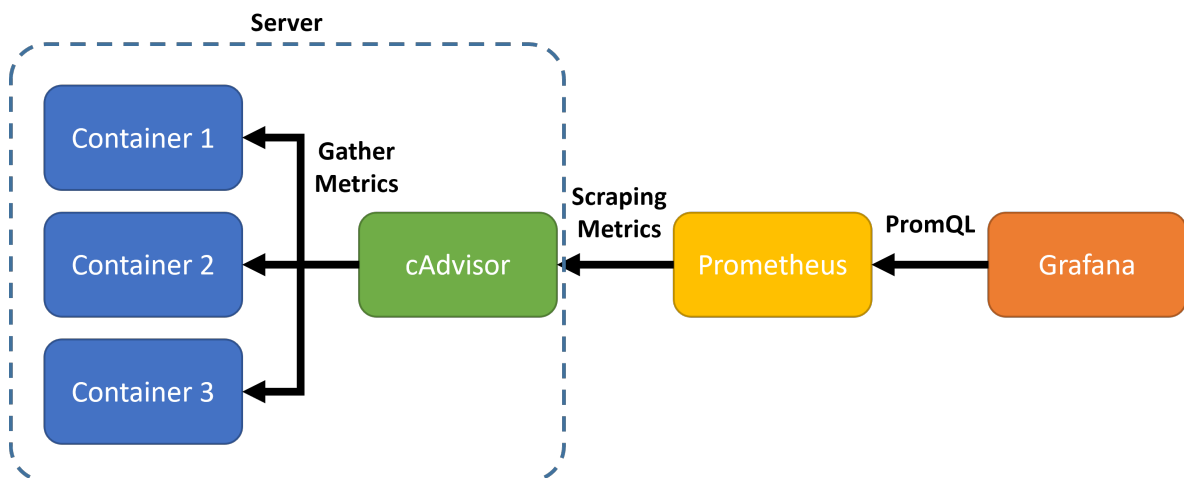 Server
Container 1
Gather
Metrics
Container 2
cAdvisor
Scraping
Metrics
Prometheus
PromQL
Grafana
Container 3